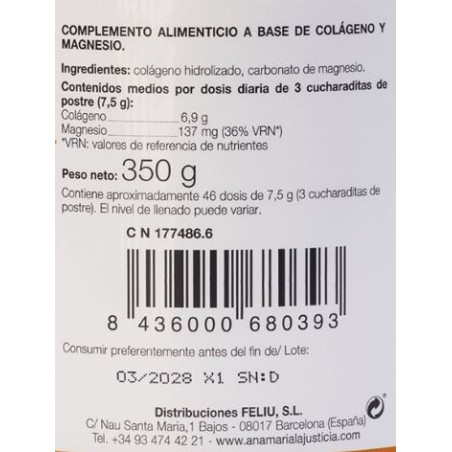 COMPLEMENTO ALIMENTICIO A BASE DE COLÁGENO Y
MAGNESIO.
Ingredientes: colágeno hidrolizado, carbonato de magnesio.
Contenidos medios por dosis diaria de 3 cucharaditas de
postre (7,5 g):
Colágeno 6,9 g
Magnesio 137 mg (36% VRN*)
*VRN: valores de referencia de nutrientes
Peso neto: 350 g
Contiene aproximadamente 46 dosis de 7,5 g (3 cucharaditas de
postre). El nivel de llenado puede variar.
C N 177486.6
8 436000 680393
Consumir preferentemente antes del fin de/ Lote:
03/2028 X1 SN:D
Distribuciones FELIU, S.L.
C/ Nau Santa Maria,1 Bajos - 08017 Barcelona (España)
Tel. +34 93 474 42 21 - www.anamarialajusticia.com